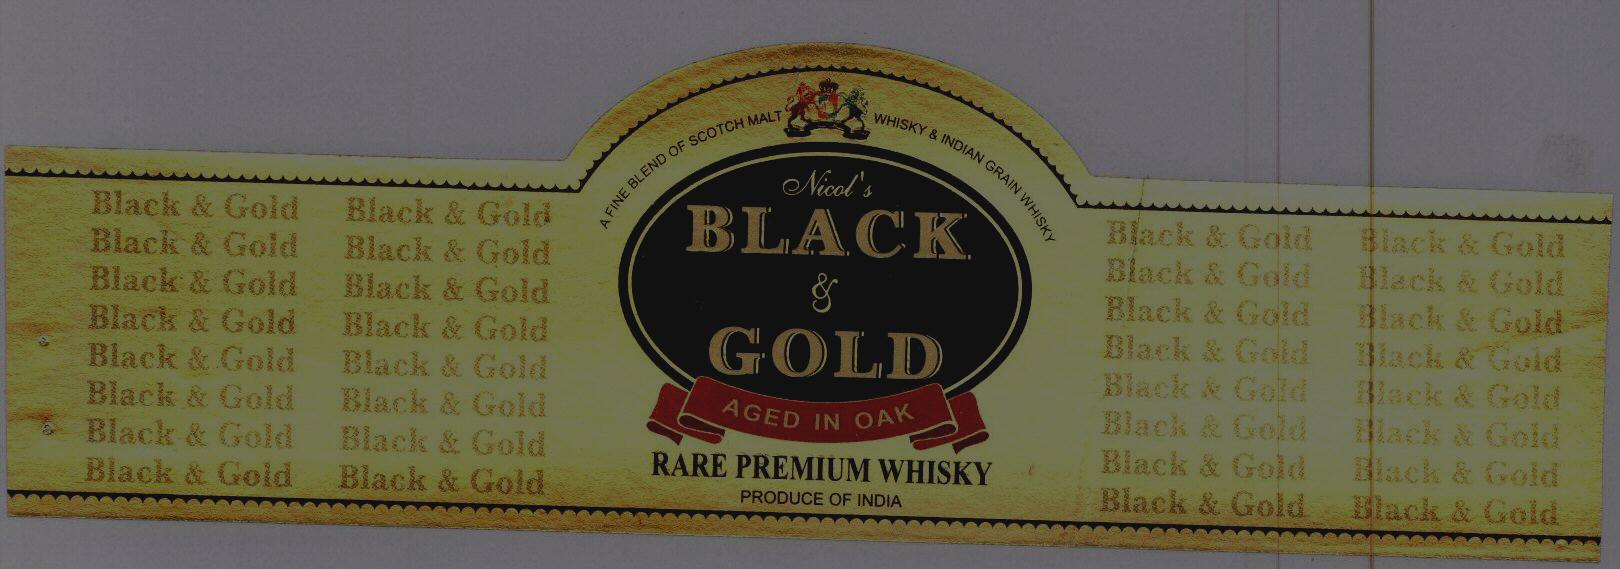 A FINE BLEND OF SCOTCH MALT WHISKY & INDIAN GRAIN WHISKY
Nicol's
BLACK
&
GOLD
AGED IN OAK
RARE PREMIUM WHISKY
PRODUCE OF INDIA
Black & Gold Black & Gold Black & Gold Black & Gold
Black & Gold Black & Gold Black & Gold Black & Gold
Black & Gold Black & Gold Black & Gold Black & Gold
Black & Gold Black & Gold Black & Gold Black & Gold
Black & Gold Black & Gold Black & Gold Black & Gold
Black & Gold Black & Gold Black & Gold Black & Gold
Black & Gold Black & Gold Black & Gold Black & Gold
Black & Gold Black & Gold Black & Gold Black & Gold